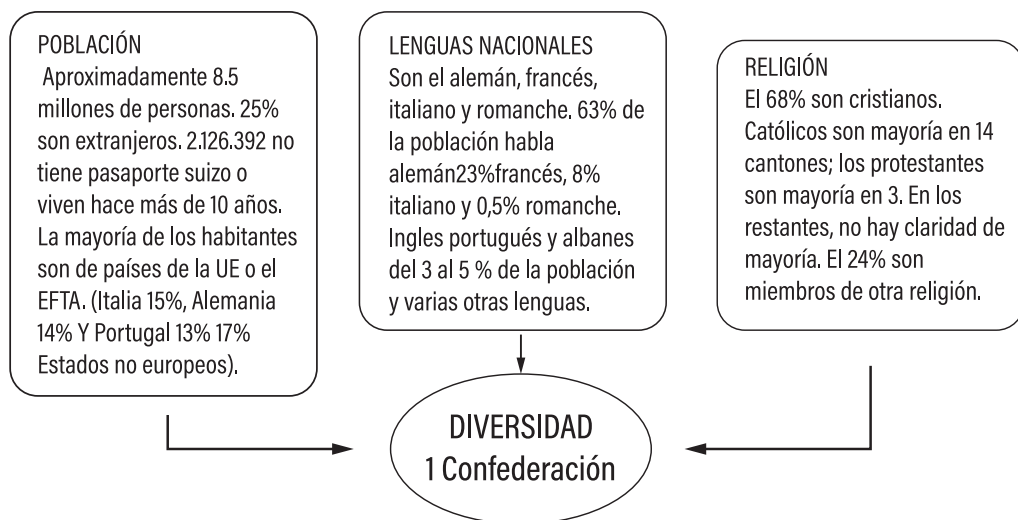 POBLACIÓN
Aproximadamente 8.5
millones de personas. 25%
son extranjeros. 2.126.392 no
tiene pasaporte suizo o
viven hace más de 10 años.
La mayoría de los habitantes
son de países de la UE o el
EFTA. (Italia 15%, Alemania
14% Y Portugal 13% 17%
Estados no europeos).
LENGUAS NACIONALES
Son el alemán, francés,
italiano y romanche. 63% de
la población habla
alemán23%francés, 8%
italiano y 0,5% romanche.
Ingles portugués y albanes
del 3 al 5 % de la población
y varias otras lenguas.
RELIGIÓN
El 68% son cristianos.
Católicos son mayoría en 14
cantones; los protestantes
son mayoría en 3. En los
restantes, no hay claridad de
mayoría. El 24% son
miembros de otra religión.
DIVERSIDAD
1 Confederación